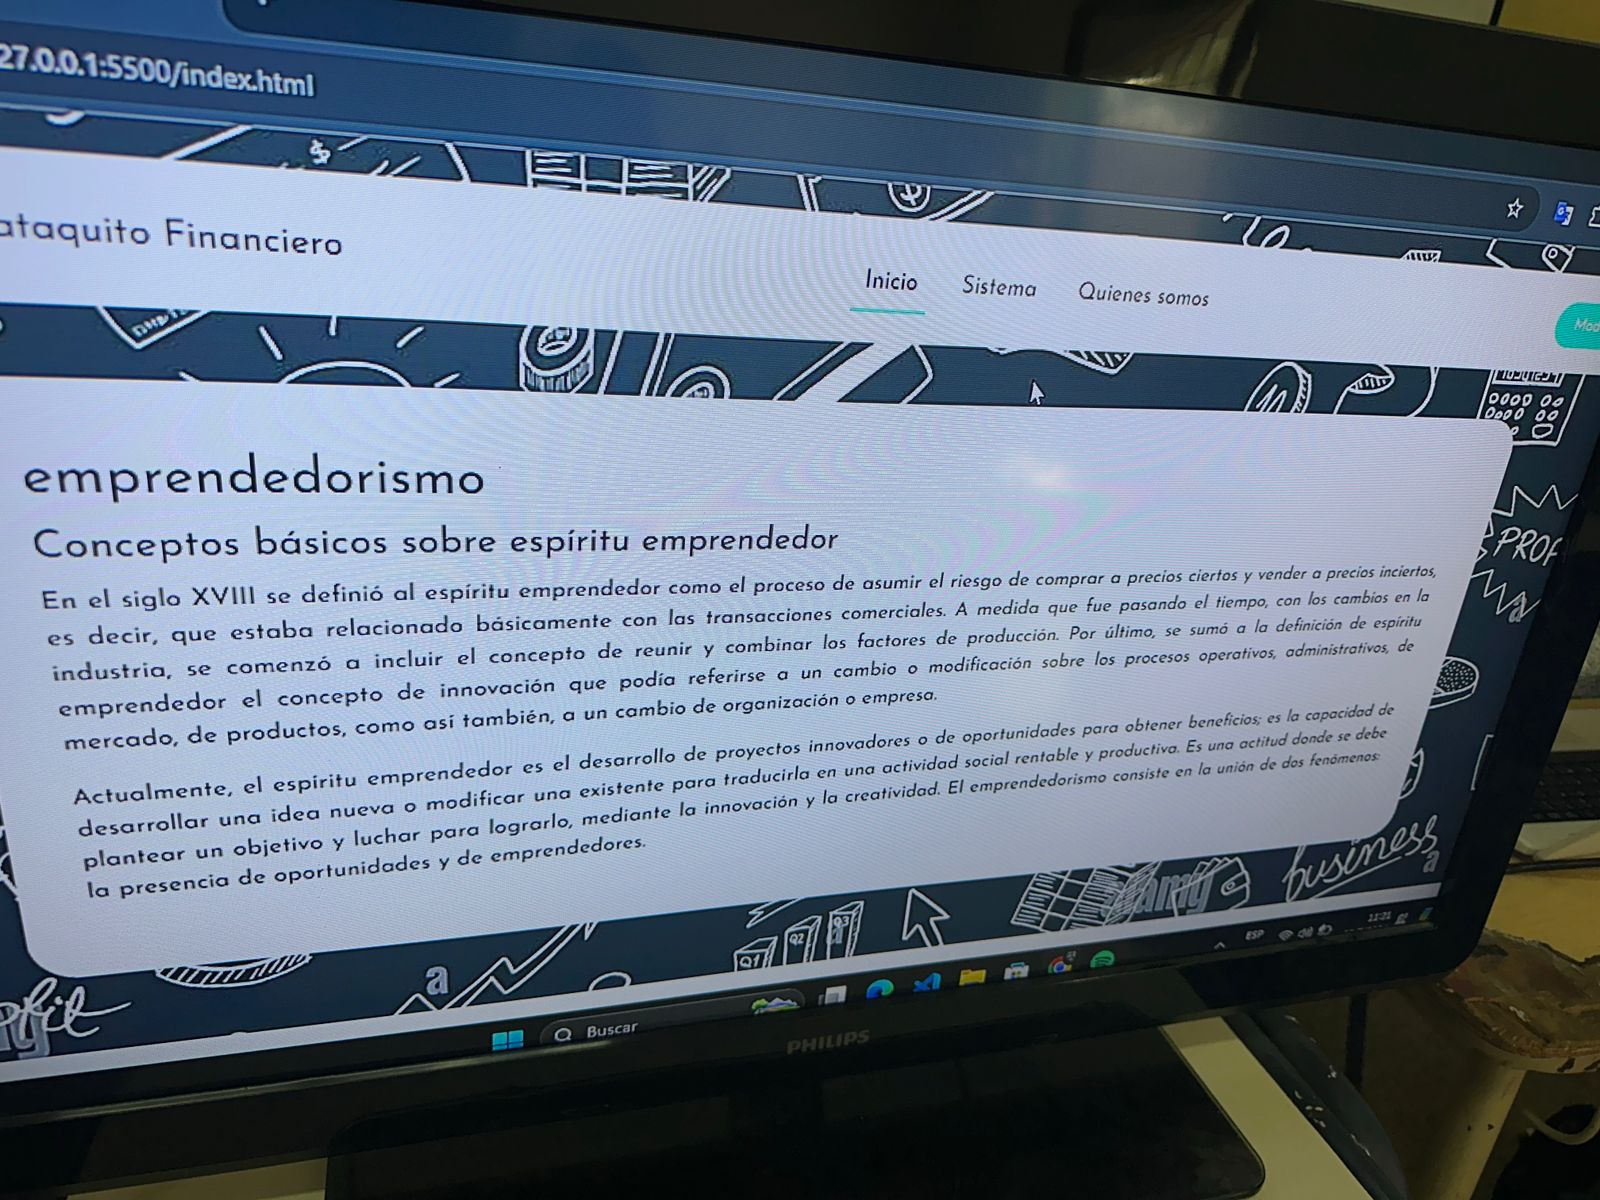 27.0.0.1:5500/index.html
ataquito Financiero
Inicio Sistema Quienes somos
emprendedorismo
Conceptos básicos sobre espíritu emprendedor
En el siglo XVIII se definió al espíritu emprendedor como el proceso de asumir el riesgo de comprar a precios ciertos y vender a precios inciertos,
es decir, que estaba relacionado básicamente con las transacciones comerciales. A medida que fue pasando el tiempo, con los cambios en la
industria, se comenzó a incluir el concepto de reunir y combinar los factores de producción. Por último, se sumó a la definición de espíritu
emprendedor el concepto de innovación que podía referirse a un cambio o modificación sobre los procesos operativos, administrativos, de
mercado, de productos, como así también, a un cambio de organización o empresa.
Actualmente, el espíritu emprendedor es el desarrollo de proyectos innovadores o de oportunidades para obtener beneficios; es la capacidad de
desarrollar una idea nueva o modificar una existente para traducirla en una actividad social rentable y productiva. Es una actitud donde se debe
plantear un objetivo y luchar para lograrlo, mediante la innovación y la creatividad. El emprendedorismo consiste en la unión de dos fenómenos:
la presencia de oportunidades y de emprendedores.
PROF
a
business
a
Q1 Q2 Q3
a
ESP 11:21
Buscar
PHILIPS